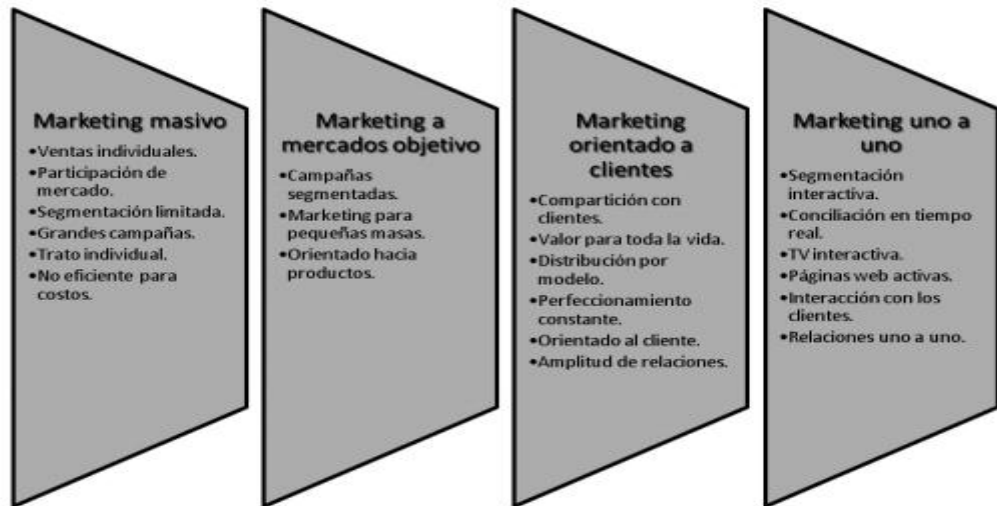 Marketing masivo
•Ventas individuales.
•Participación de
mercado.
•Segmentación limitada.
•Grandes campañas.
•Trato individual.
•No eficiente para
costos.
Marketing a
mercados objetivo
•Campañas
segmentadas.
•Marketing para
pequeñas masas.
•Orientado hacia
productos.
Marketing
orientado a
clientes
•Compartición con
clientes.
•Valor para toda la vida.
•Distribución por
modelo.
•Perfeccionamiento
constante.
•Orientado al cliente.
•Amplitud de relaciones.
Marketing uno a
uno
•Segmentación
interactiva.
•Conciliación en tiempo
real.
•TV interactiva.
•Páginas web activas.
•Interacción con los
clientes.
•Relaciones uno a uno.